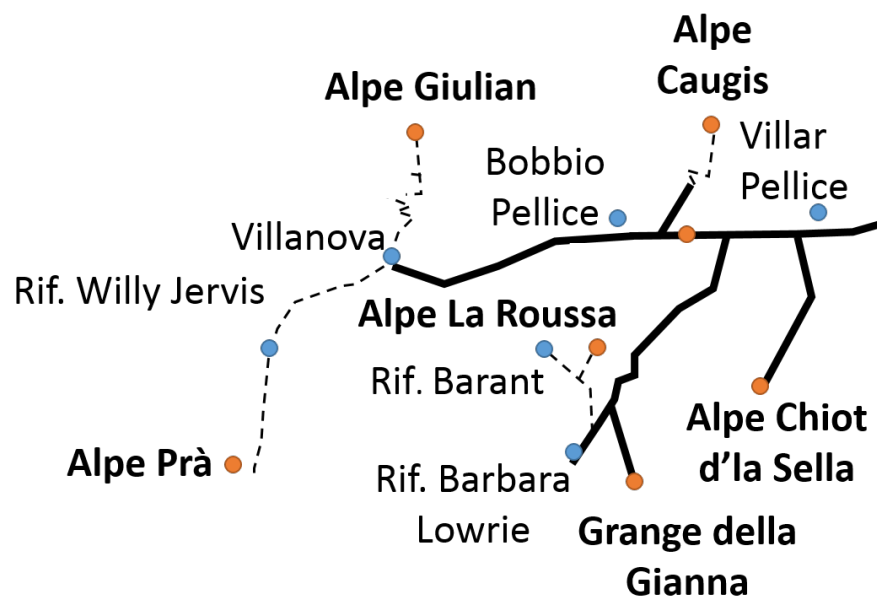 Alpe
Caugis
Alpe Giulian
Villar
Pellice
Bobbio
Pellice
Villanova
Rif. Willy Jervis
Alpe La Roussa
Rif. Barant
Alpe Chiot
d'la Sella
Alpe Prà
Rif. Barbara
Lowrie
Grange della
Gianna